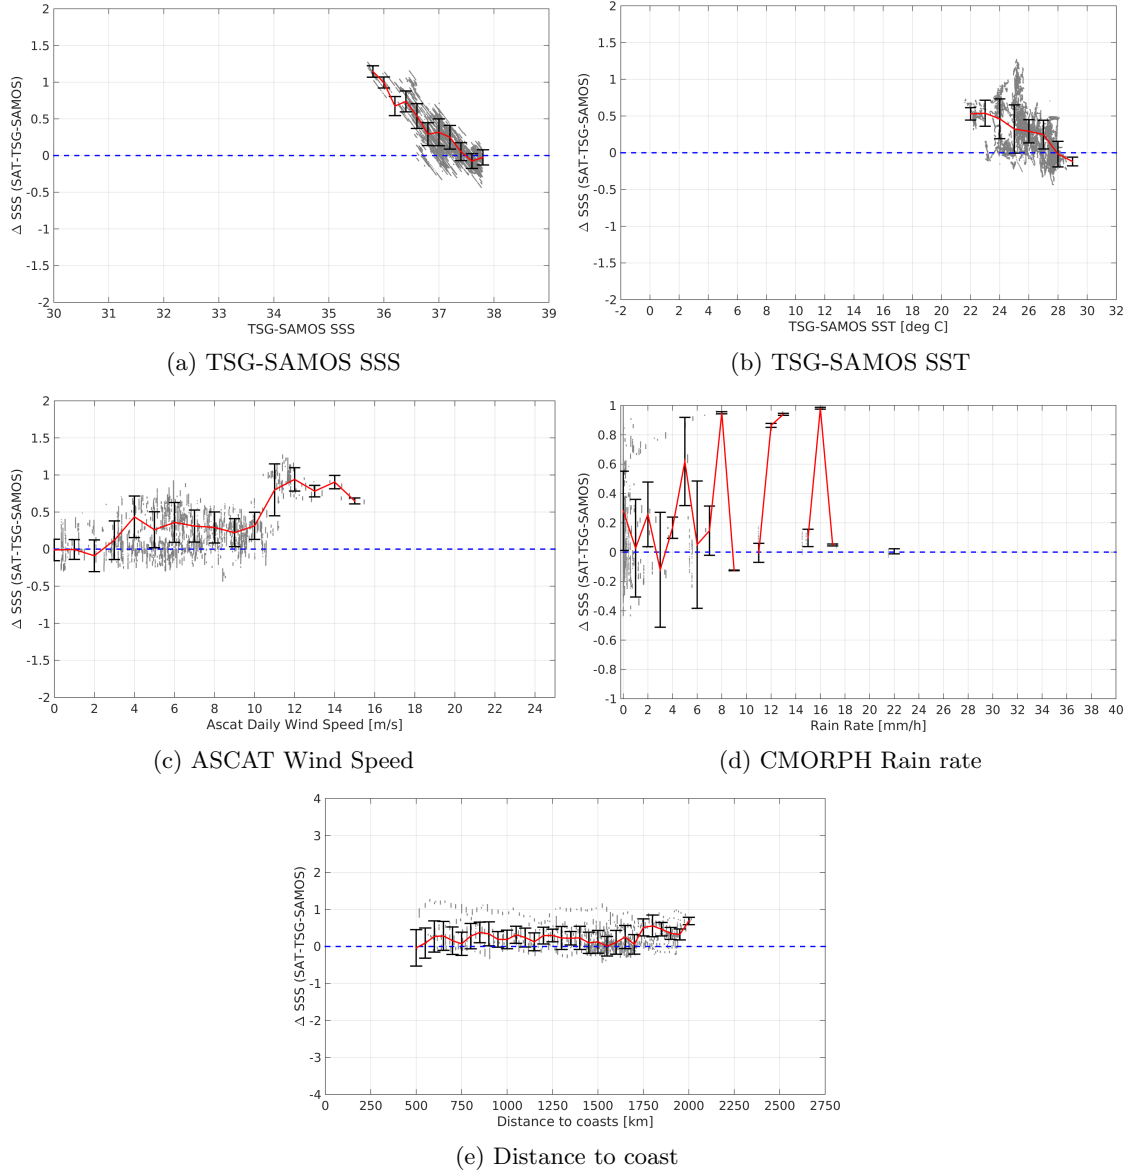 2
1.5
1
0.5
0
-0.5
-1
-1.5
-2
Δ SSS (SAT-TSG-SAMOS)
30 31 32 33 34 35 36 37 38 39
TSG-SAMOS SSS
(a) TSG-SAMOS SSS
2
1.5
1
0.5
0
-0.5
-1
-1.5
-2
Δ SSS (SAT-TSG-SAMOS)
-2 0 2 4 6 8 10 12 14 16 18 20 22 24 26 28 30 32
TSG-SAMOS SST [deg C]
(b) TSG-SAMOS SST
2
1.5
1
0.5
0
-0.5
-1
-1.5
-2
Δ SSS (SAT-TSG-SAMOS)
0 2 4 6 8 10 12 14 16 18 20 22 24
Ascat Daily Wind Speed [m/s]
(c) ASCAT Wind Speed
1
0.8
0.6
0.4
0.2
0
-0.2
-0.4
-0.6
-0.8
-1
Δ SSS (SAT-TSG-SAMOS)
0 2 4 6 8 10 12 14 16 18 20 22 24 26 28 30 32 34 36 38 40
Rain Rate [mm/h]
(d) CMORPH Rain rate
4
3
2
1
0
-1
-2
-3
-4
Δ SSS (SAT-TSG-SAMOS)
0 250 500 750 1000 1250 1500 1750 2000 2250 2500 2750
Distance to coasts [km]
(e) Distance to coast